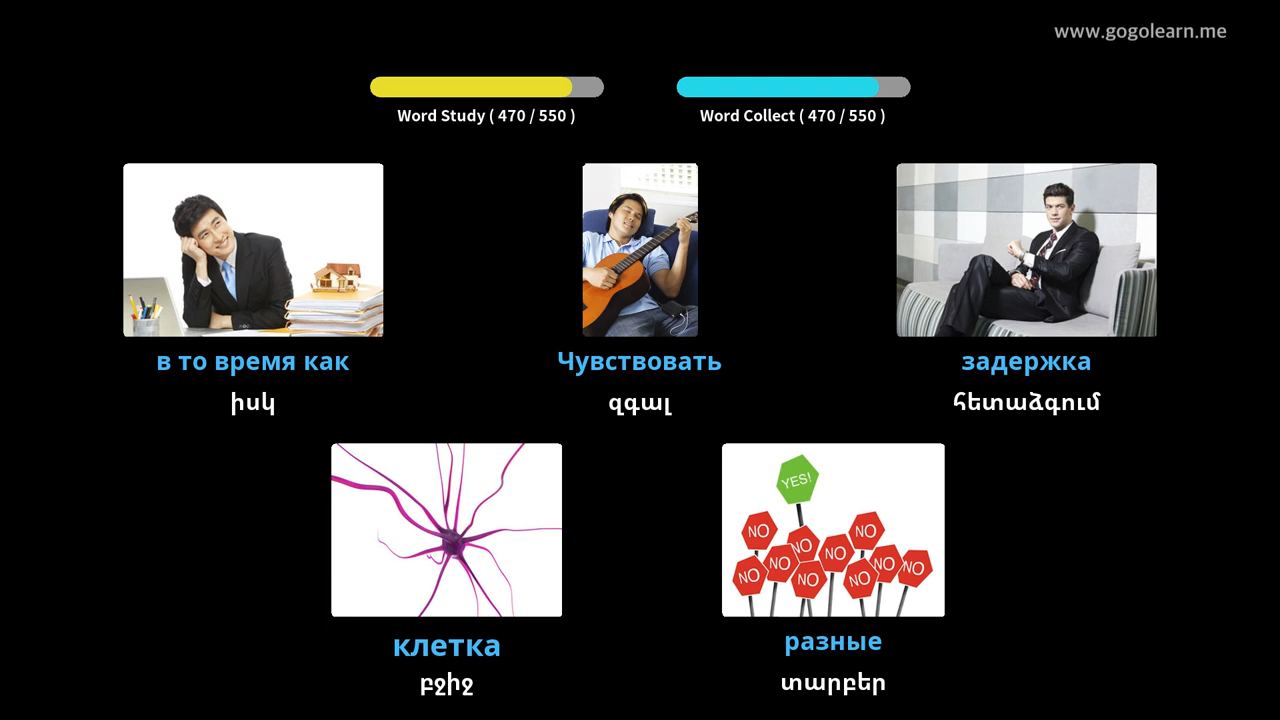 www.gogolearn.me
Word Study ( 470 / 550 )
Word Collect ( 470 / 550 )
в то время как
Чувствовать
задержка
իսկ
զգալ
հետաձգում
YES!
NO
NO
NO
NO
NO
NO
NO
NO
NO
NO
клетка
разные
բջիջ
տարբեր